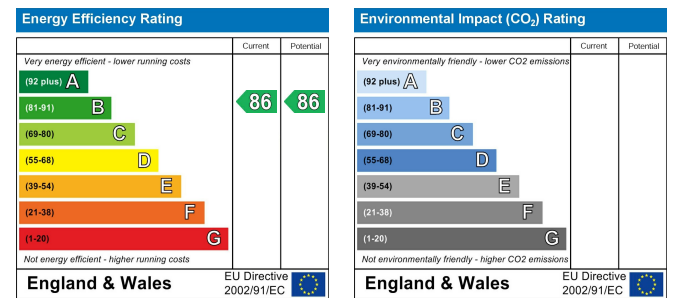 Energy Efficiency Rating
Current Potential
Very energy efficient - lower running costs
(92 plus) A
(81-91) B 86 86
(69-80) C
(55-68) D
(39-54) E
(21-38) F
(1-20) G
Not energy efficient - higher running costs
England & Wales
EU Directive
2002/91/EC
Environmental Impact (CO₂) Rating
Current Potential
Very environmentally friendly - lower CO2 emissions
(92 plus) A
(81-91) B
(69-80) C
(55-68) D
(39-54) E
(21-38) F
(1-20) G
Not environmentally friendly - higher CO2 emissions
England & Wales
EU Directive
2002/91/EC